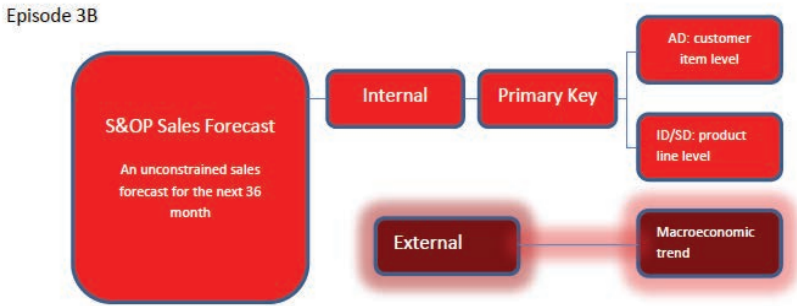 Episode 3B
S&OP Sales Forecast
An unconstrained sales
forecast for the next 36
month
Internal
Primary Key
AD: customer
item level
ID/SD: product
line level
External
Macroeconomic
trend